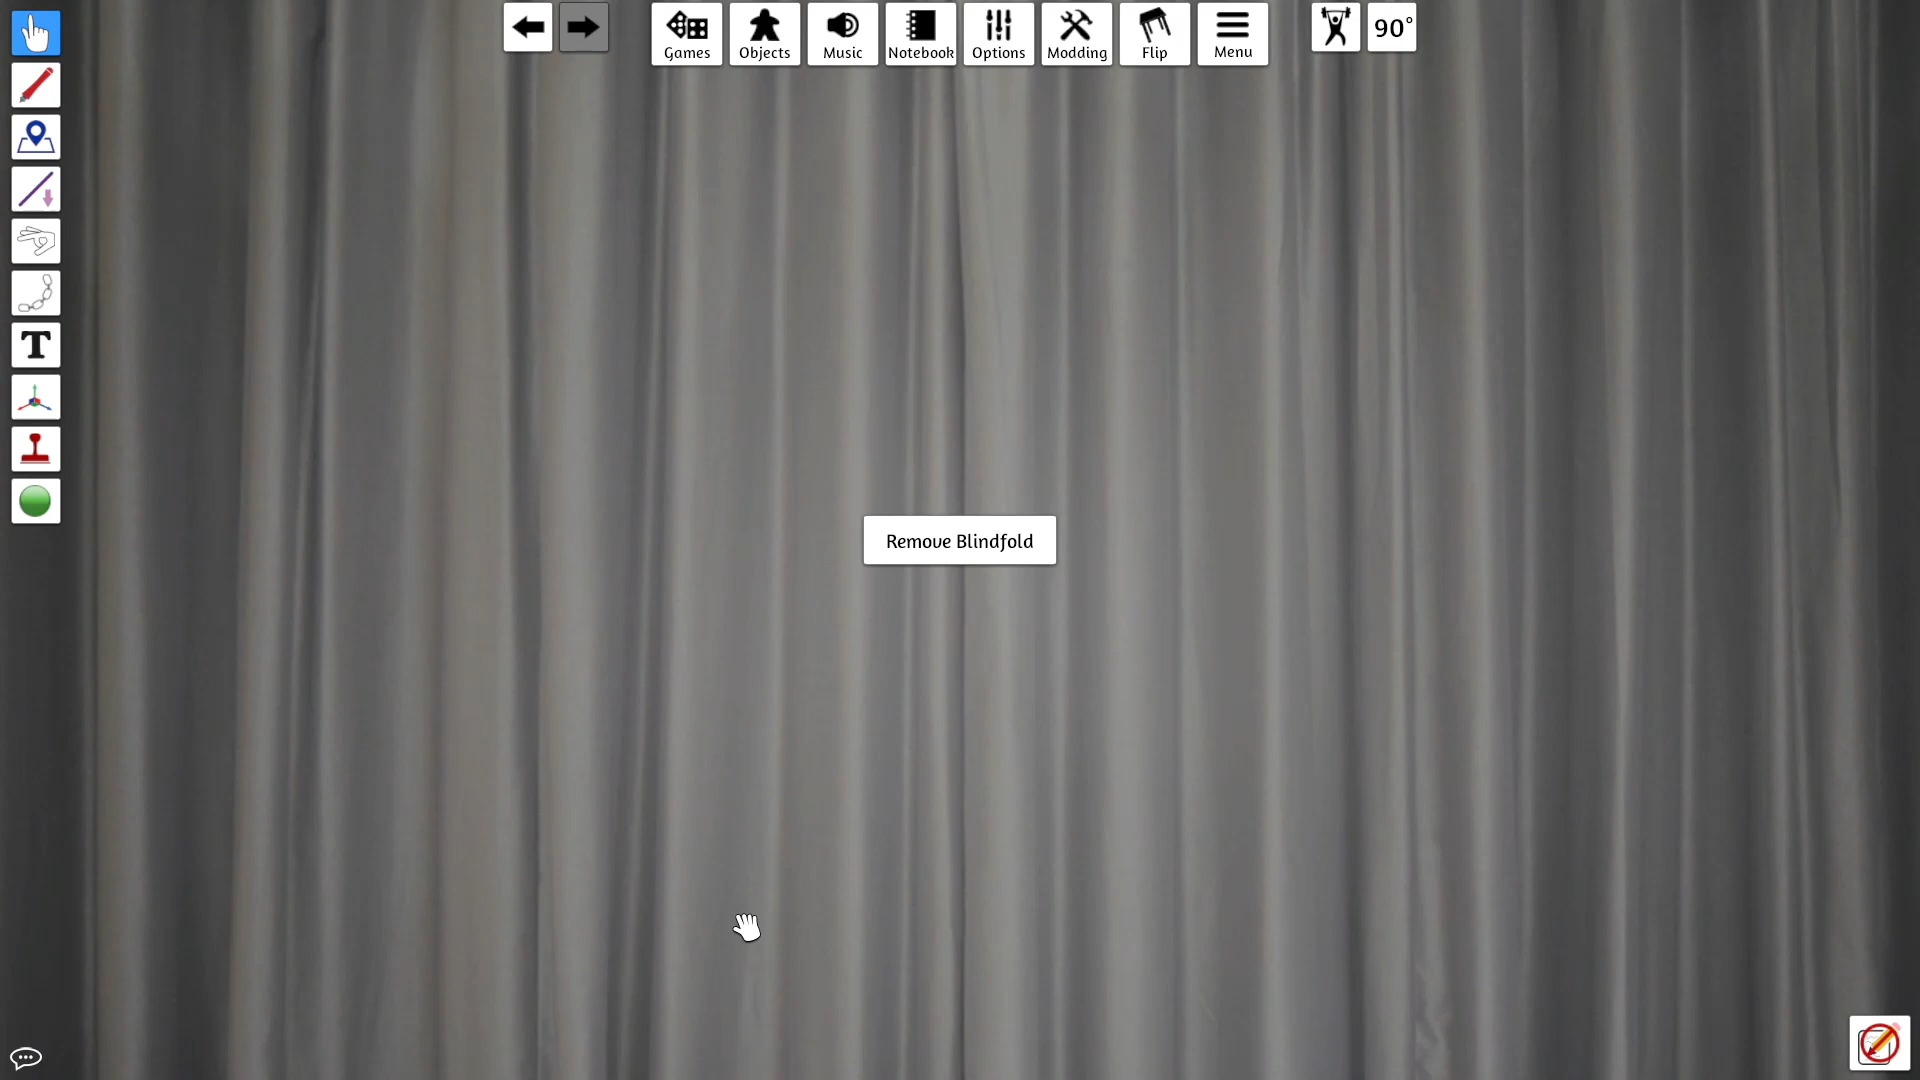 Games
Objects
Music
Notebook
Options
Modding
Flip
Menu
90°
T
Remove Blindfold